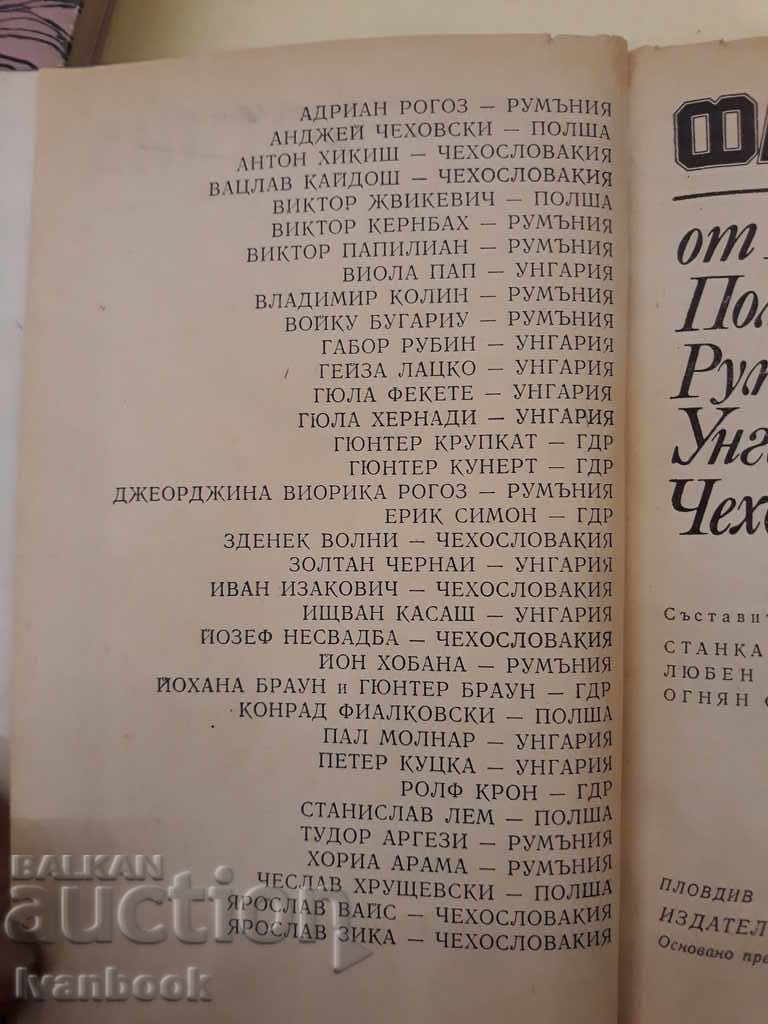 АДРИАН РОГОЗ — РУМЪНИЯ
АНДЖЕЙ ЧЕХОВСКИ — ПОЛША
АНТОН ХИКИШ — ЧЕХОСЛОВАКИЯ
ВАЦЛАВ КАЙДОШ — ЧЕХОСЛОВАКИЯ
ВИКТОР ЖВИКЕВИЧ — ПОЛША
ВИКТОР КЕРНБАХ — РУМЪНИЯ
ВИКТОР ПАПИЛИАН — РУМЪНИЯ
ВИОЛА ПАП — УНГАРИЯ
ВЛАДИМИР КОЛИН — РУМЪНИЯ
ВОЙКУ БУГАРИУ — РУМЪНИЯ
ГАБОР РУБИН — УНГАРИЯ
ГЕЙЗА ЛАЦКО — УНГАРИЯ
ГЮЛА ФЕКЕТЕ — УНГАРИЯ
ГЮЛА ХЕРНАДИ — УНГАРИЯ
ГЮНТЕР КРУПКАТ — ГДР
ГЮНТЕР КУНЕРТ — ГДР
ДЖЕОРДЖИНА ВИОРИКА РОГОЗ — РУМЪНИЯ
ЕРИК СИМОН — ГДР
ЗДЕНЕК ВОЛНИ — ЧЕХОСЛОВАКИЯ
ЗОЛТАН ЧЕРНАИ — УНГАРИЯ
ИВАН ИЗАКОВИЧ — ЧЕХОСЛОВАКИЯ
ИЩВАН КАСАШ — УНГАРИЯ
ЙОЗЕФ НЕСВАДБА — ЧЕХОСЛОВАКИЯ
ЙОН ХОБАНА — РУМЪНИЯ
ЙОХАНА БРАУН и ГЮНТЕР БРАУН — ГДР
КОНРАД ФИАЛКОВСКИ — ПОЛША
ПАЛ МОЛНАР — УНГАРИЯ
ПЕТЕР КУЦКА — УНГАРИЯ
РОЛФ КРОН — ГДР
СТАНИСЛАВ ЛЕМ — ПОЛША
ТУДОР АРГЕЗИ — РУМЪНИЯ
ХОРИА АРАМА — РУМЪНИЯ
ЧЕСЛАВ ХРУЩЕВСКИ — ПОЛША
ЯРОСЛАВ ВАЙС — ЧЕХОСЛОВАКИЯ
ЯРОСЛАВ ЗИКА — ЧЕХОСЛОВАКИЯ
от
СТАНКА
ЛЮБЕН
ОГНЯН
ПЛОВДИВ
BALKAN
auction
Ivanbook